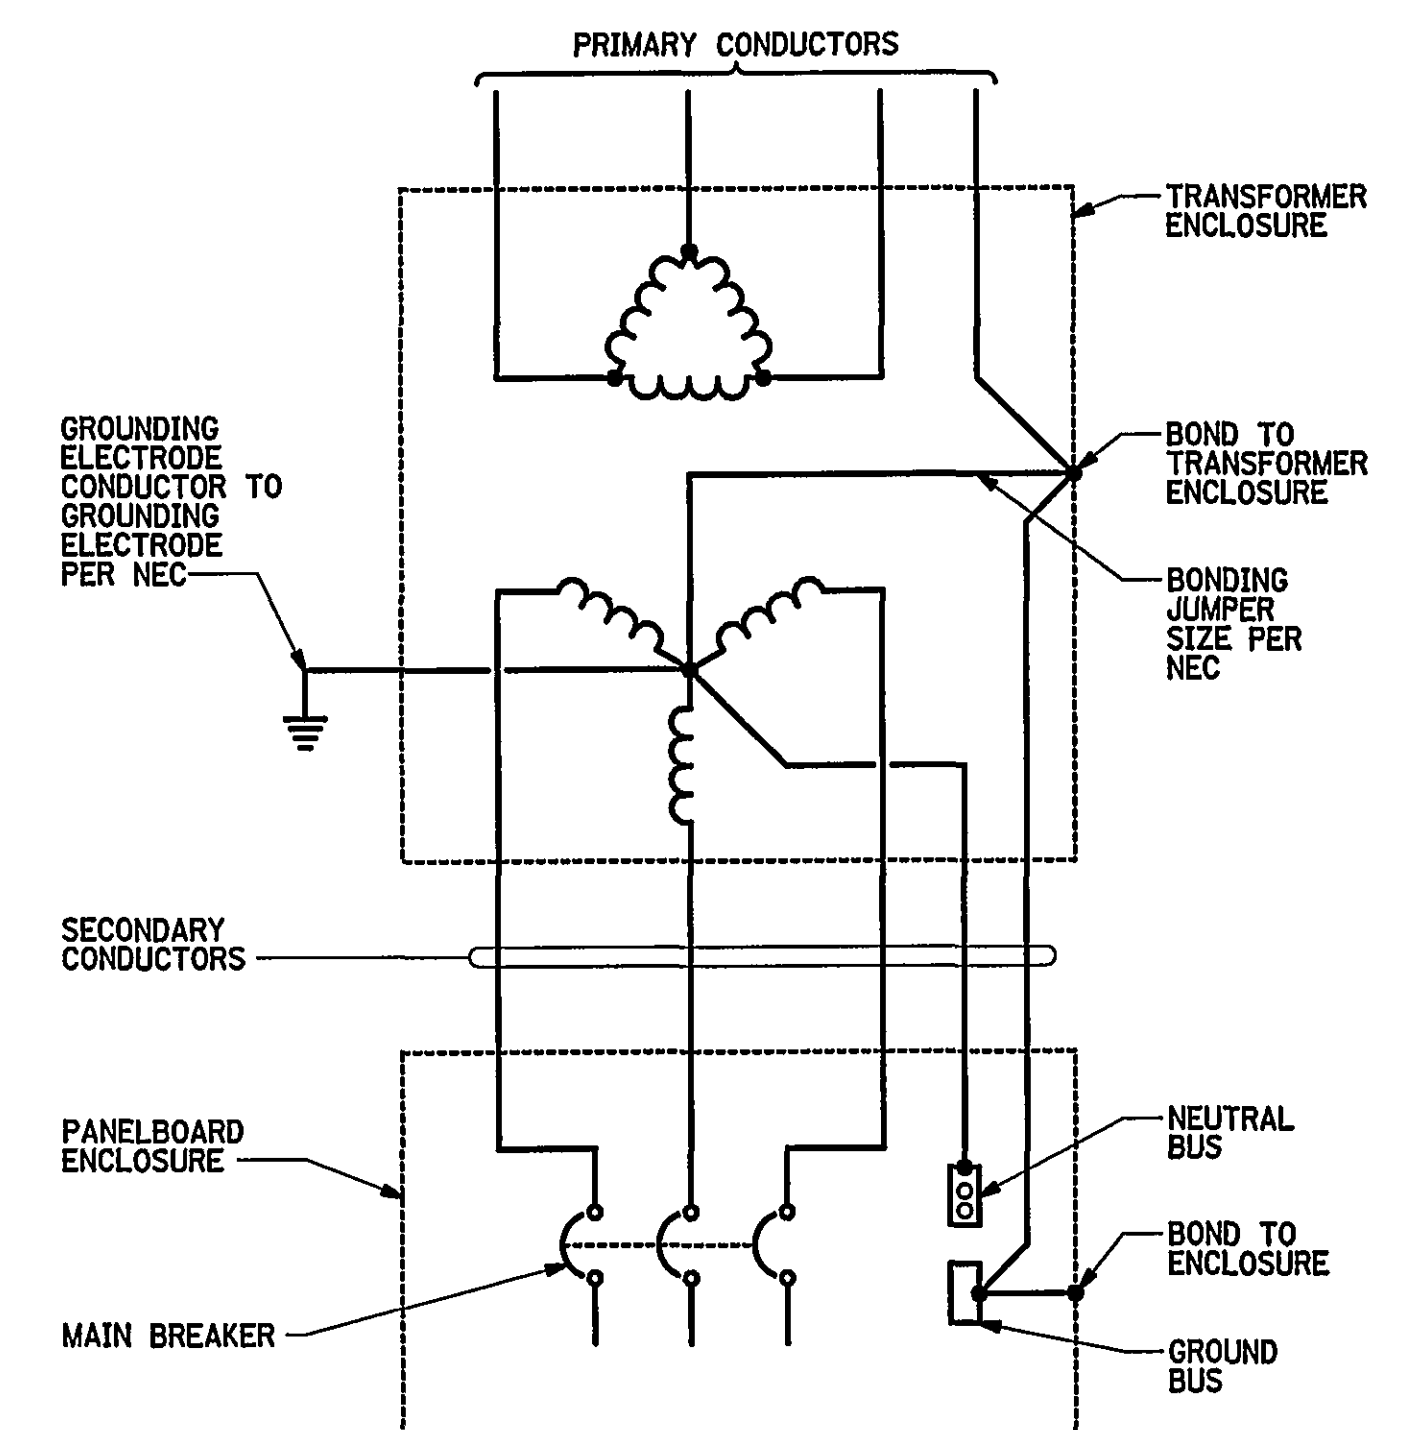 PRIMARY CONDUCTORS
TRANSFORMER
ENCLOSURE
GROUNDING
ELECTRODE
CONDUCTOR TO
GROUNDING
ELECTRODE
PER NEC
BOND TO
TRANSFORMER
ENCLOSURE
BONDING
JUMPER
SIZE PER
NEC
SECONDARY
CONDUCTORS
PANELBOARD
ENCLOSURE
NEUTRAL
BUS
BOND TO
ENCLOSURE
MAIN BREAKER
GROUND
BUS